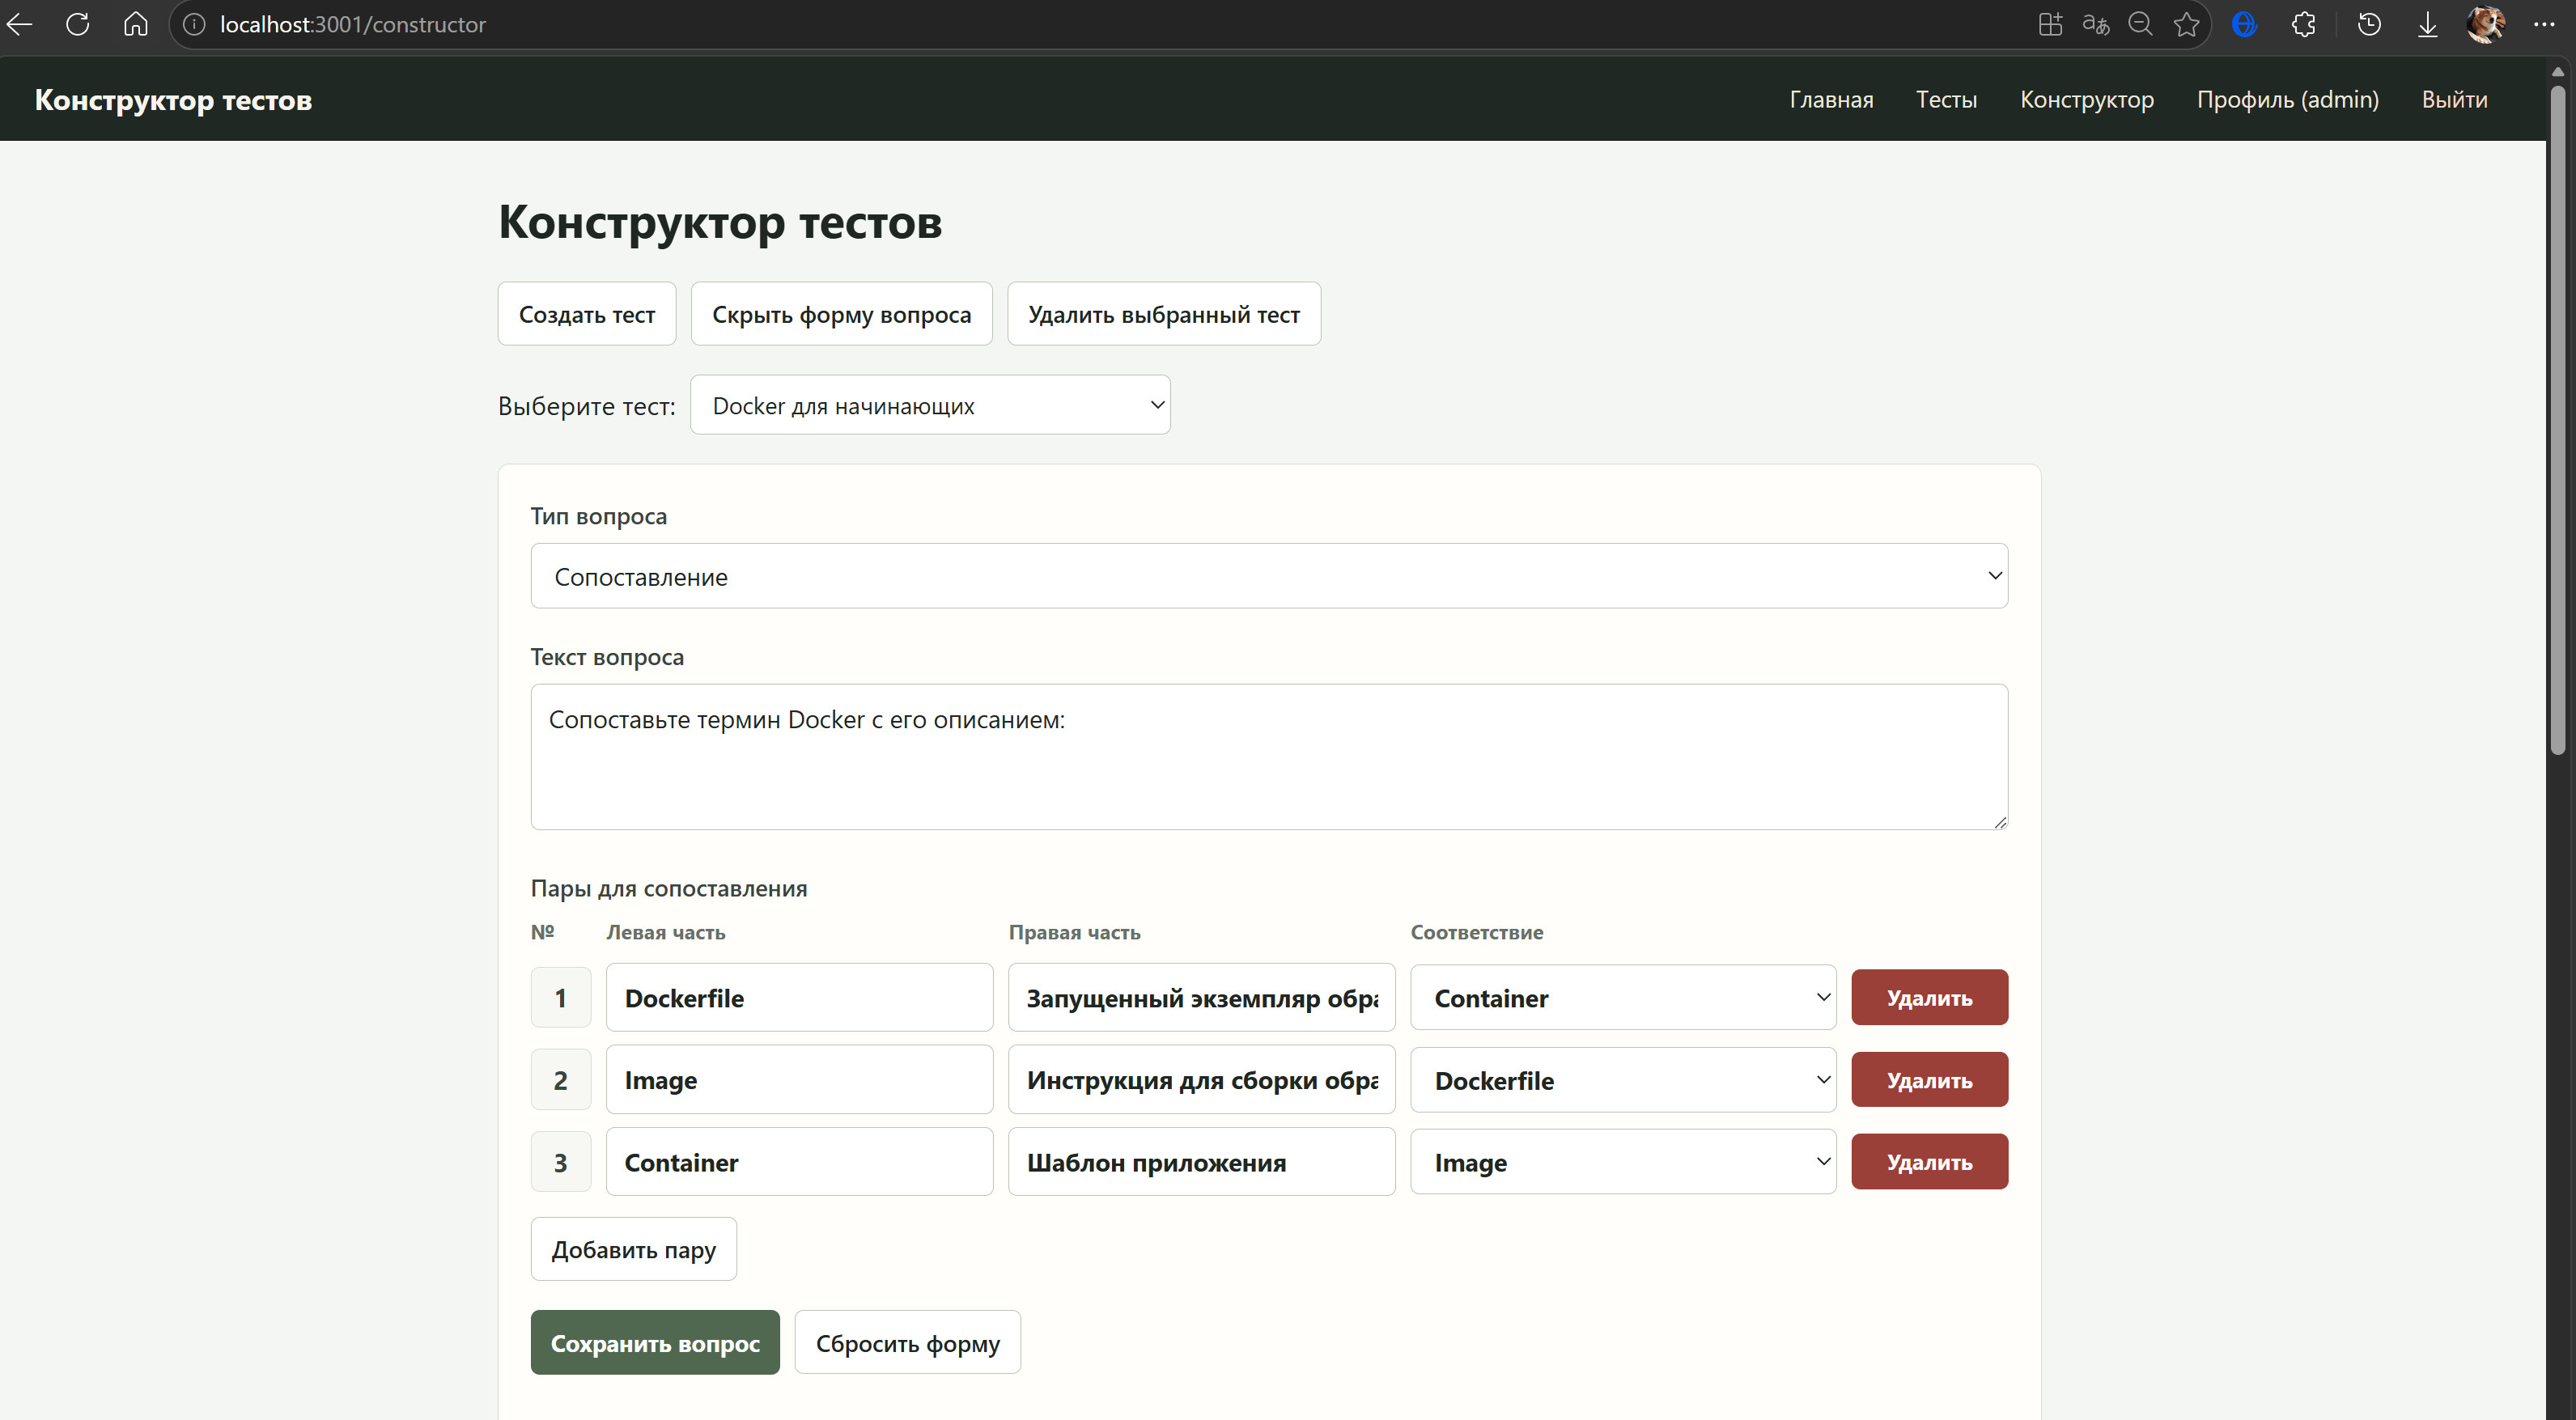 localhost:3001/constructor
Конструктор тестов
Главная Тесты Конструктор Профиль (admin) Выйти
Конструктор тестов
Создать тест Скрыть форму вопроса Удалить выбранный тест
Выберите тест: Docker для начинающих
Тип вопроса
Сопоставление
Текст вопроса
Сопоставьте термин Docker с его описанием:
Пары для сопоставления
№ Левая часть Правая часть Соответствие
1 Dockerfile Запущенный экземпляр обра Container Удалить
2 Image Инструкция для сборки обра Dockerfile Удалить
3 Container Шаблон приложения Image Удалить
Добавить пару
Сохранить вопрос Сбросить форму